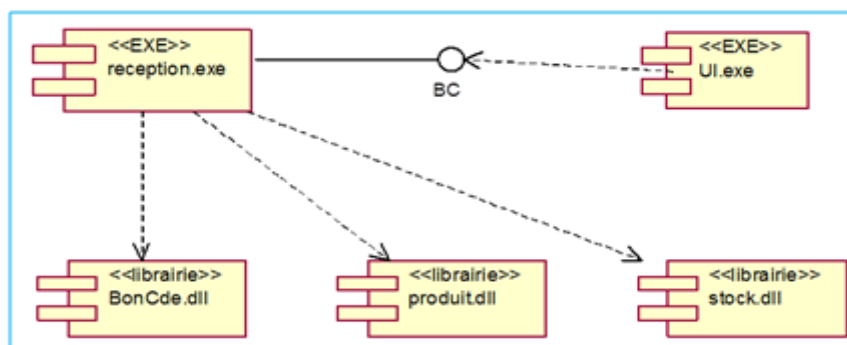 <<EXE>>
reception.exe
BC
<<EXE>>
UI.exe
<<librairie>>
BonCde.dll
<<librairie>>
produit.dll
<<librairie>>
stock.dll